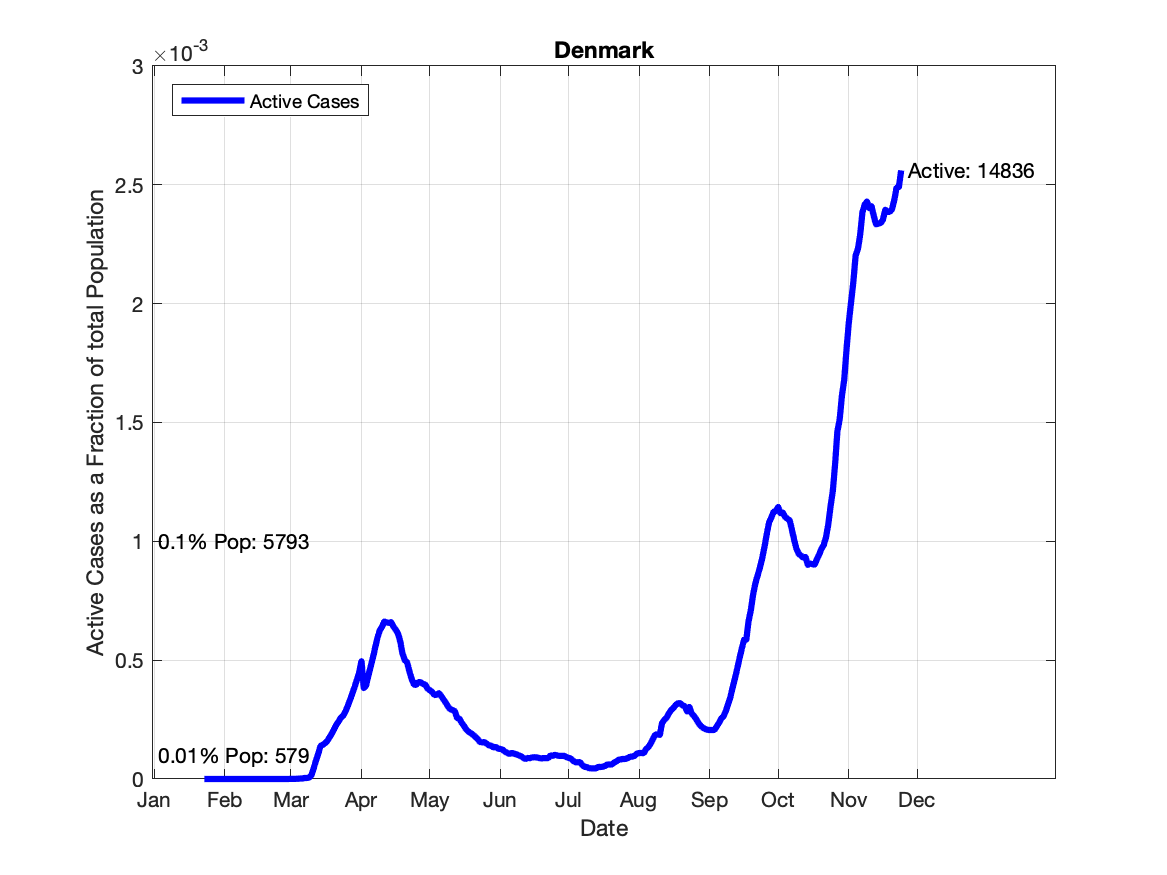 Denmark
×10-3
3
Active Cases
2.5
Active: 14836
2
1.5
1
0.1% Pop: 5793
0.5
0.01% Pop: 579
0
Active Cases as a Fraction of total Population
Jan Feb Mar Apr May Jun Jul Aug Sep Oct Nov Dec
Date